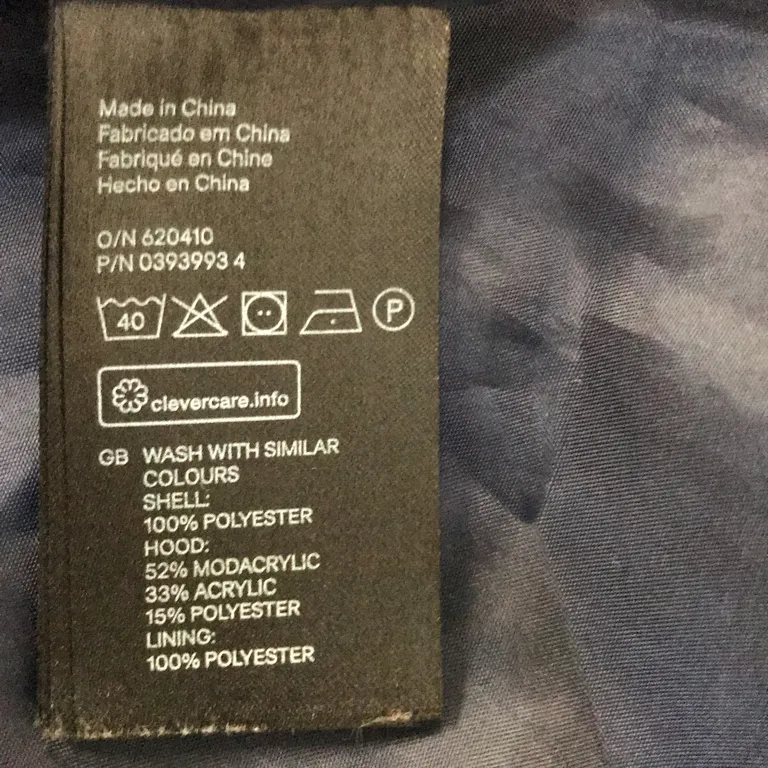 Made in China
Fabricado em China
Fabriqué en Chine
Hecho en China
O/N 620410
P/N 0393993 4
40 P
clevercare.info
GB WASH WITH SIMILAR
COLOURS
SHELL:
100% POLYESTER
HOOD:
52% MODACRYLIC
33% ACRYLIC
15% POLYESTER
LINING:
100% POLYESTER